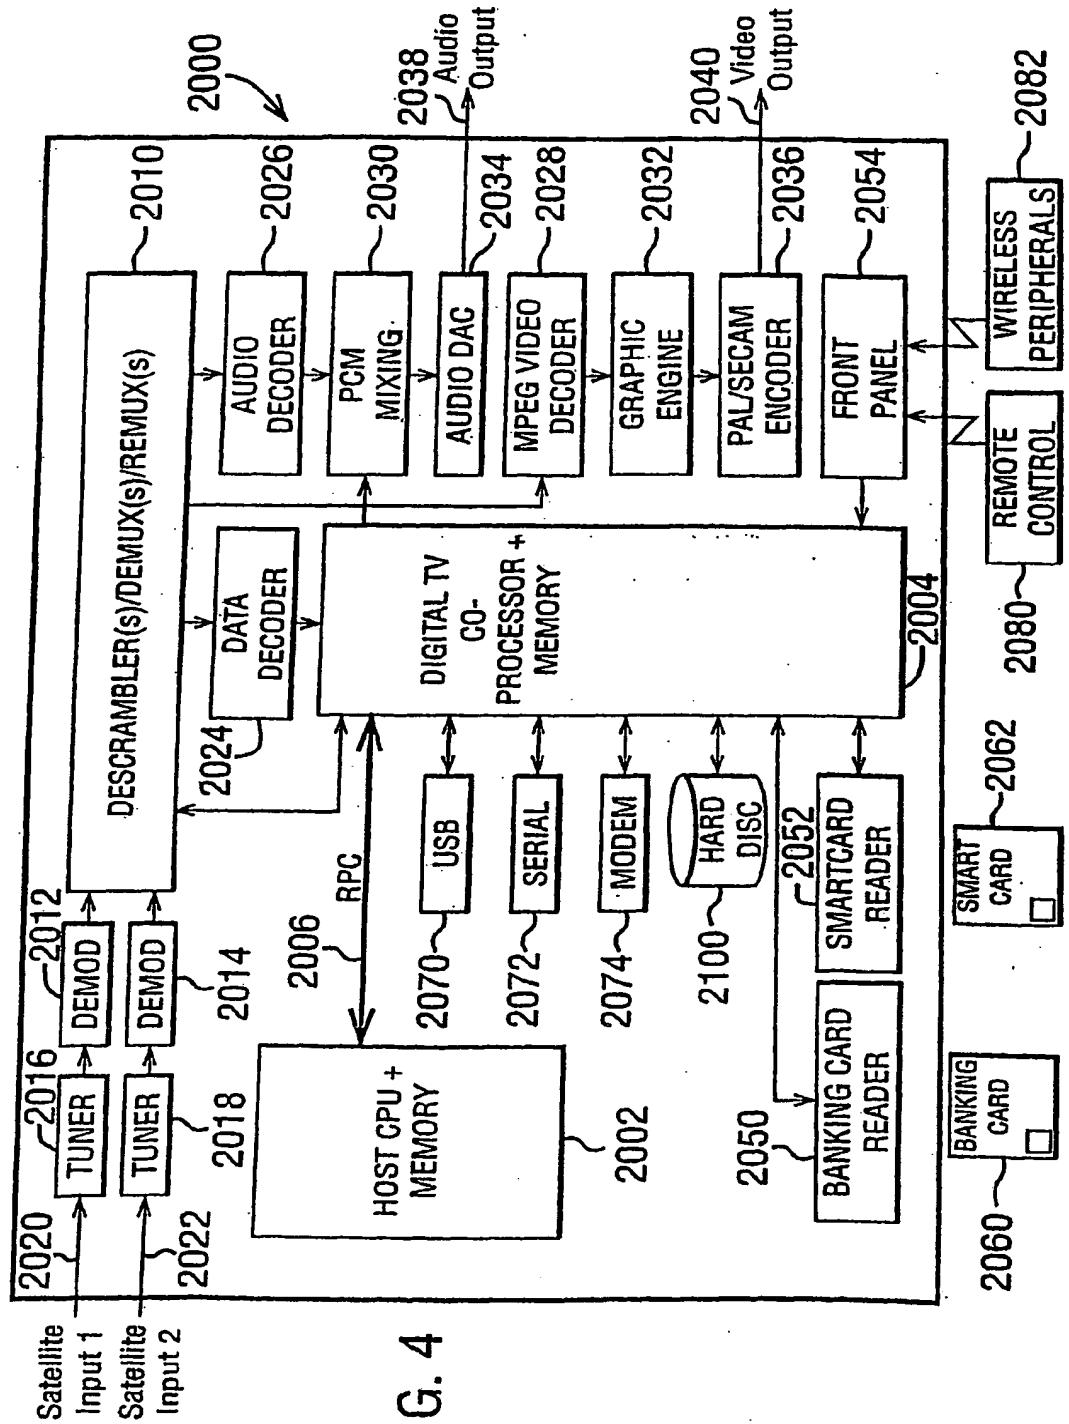 2000
Satellite
Input 1
Satellite
Input 2
2020
2022
2016
TUNER
TUNER
2018
2012
DEMOD
DEMOD
2014
DESCRAMBLER(s)/DEMUX(s)/REMUX(s
2010
DATA
DECODER
2024
AUDIO
DECODER
2026
PCM
MIXING
2030
AUDIO DAC
2034
2038
Audio
Output
MPEG VIDEO
DECODER
2028
GRAPHIC
ENGINE
2032
PAL/SECAM
ENCODER
2036
2040
Video
Output
FRONT
PANEL
2054
HOST CPU +
MEMORY
2002
2006
RPC
DIGITAL TV
CO-
PROCESSOR +
MEMORY
2004
USB
2070
SERIAL
2072
MODEM
2074
HARD
DISC
2100
2052
SMARTCARD
READER
2050
BANKING CARD
READER
BANKING
CARD
2060
SMART
CARD
2062
REMOTE
CONTROL
2080
WIRELESS
PERIPHERALS
2082
G. 4